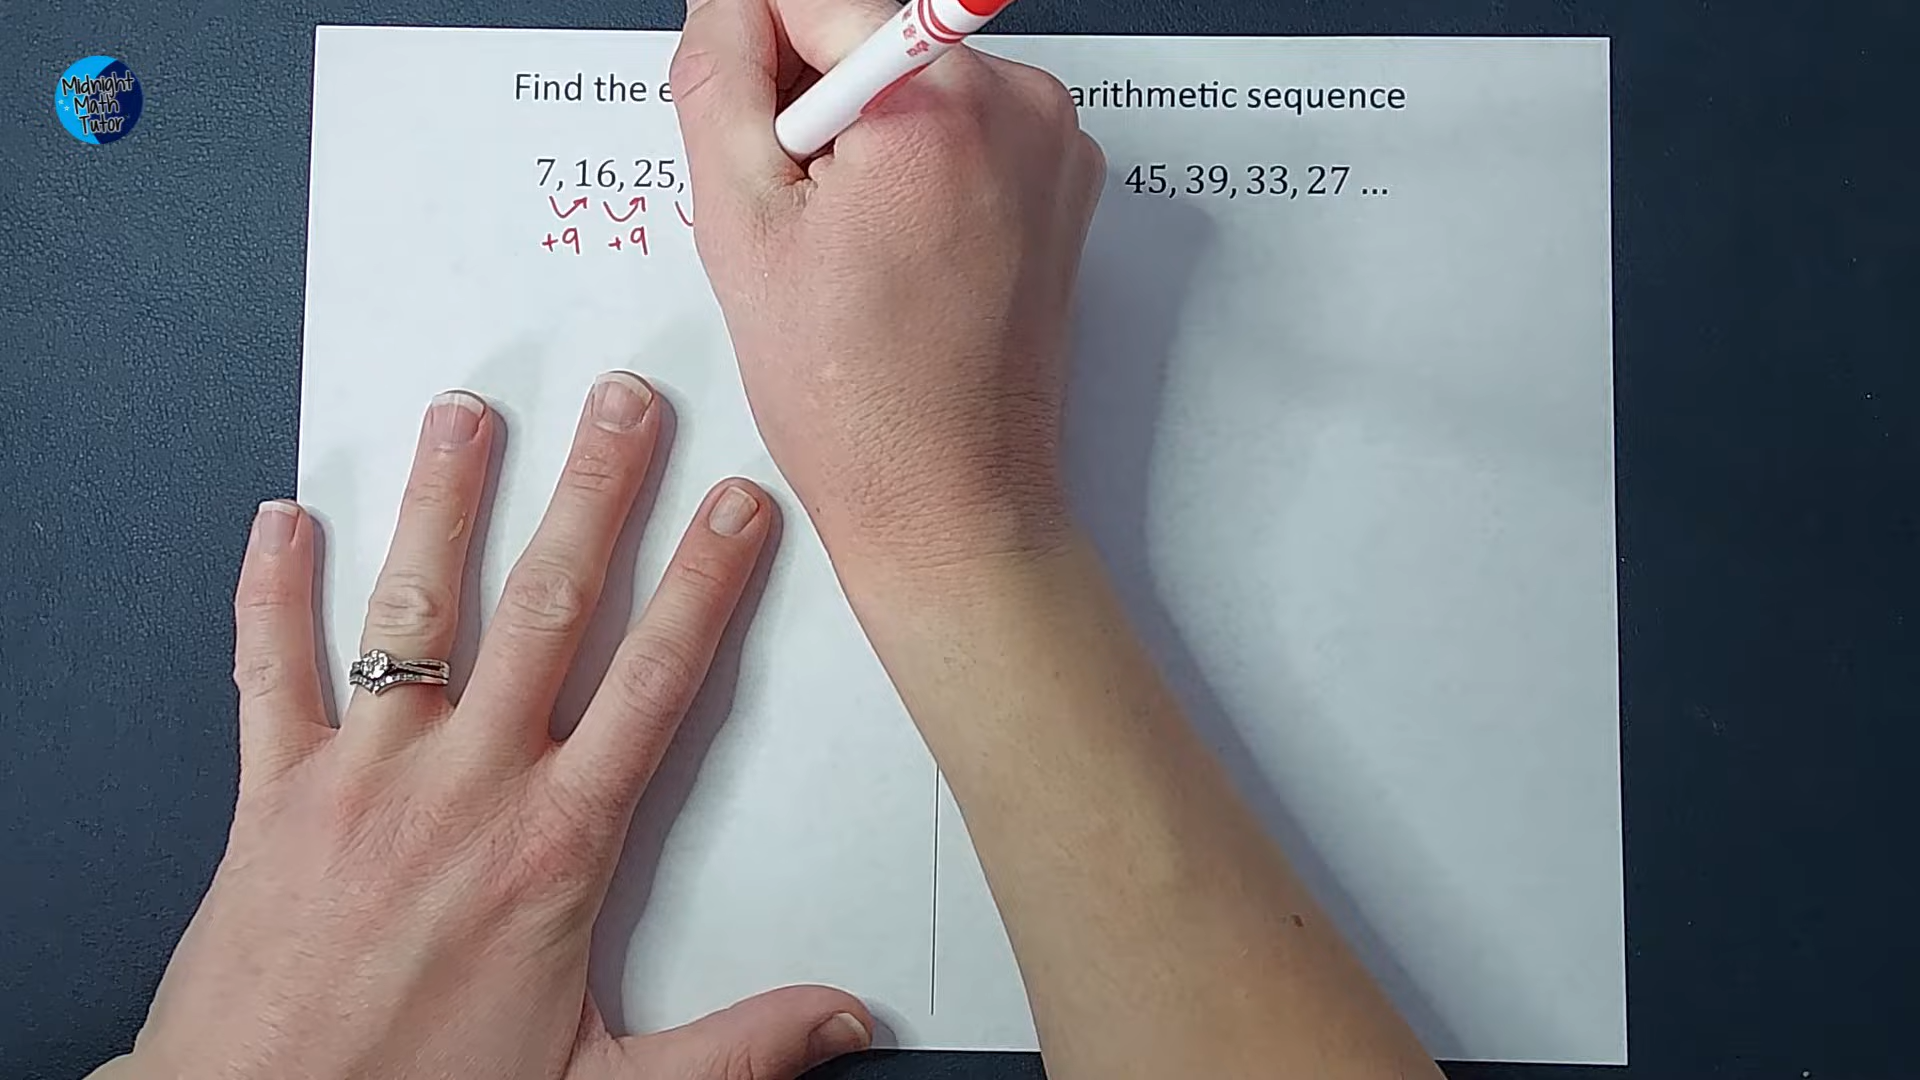 Midnight
Math
Tutor
Find the
arithmetic sequence
7, 16, 25,
45, 39, 33, 27 ...
+9 +9